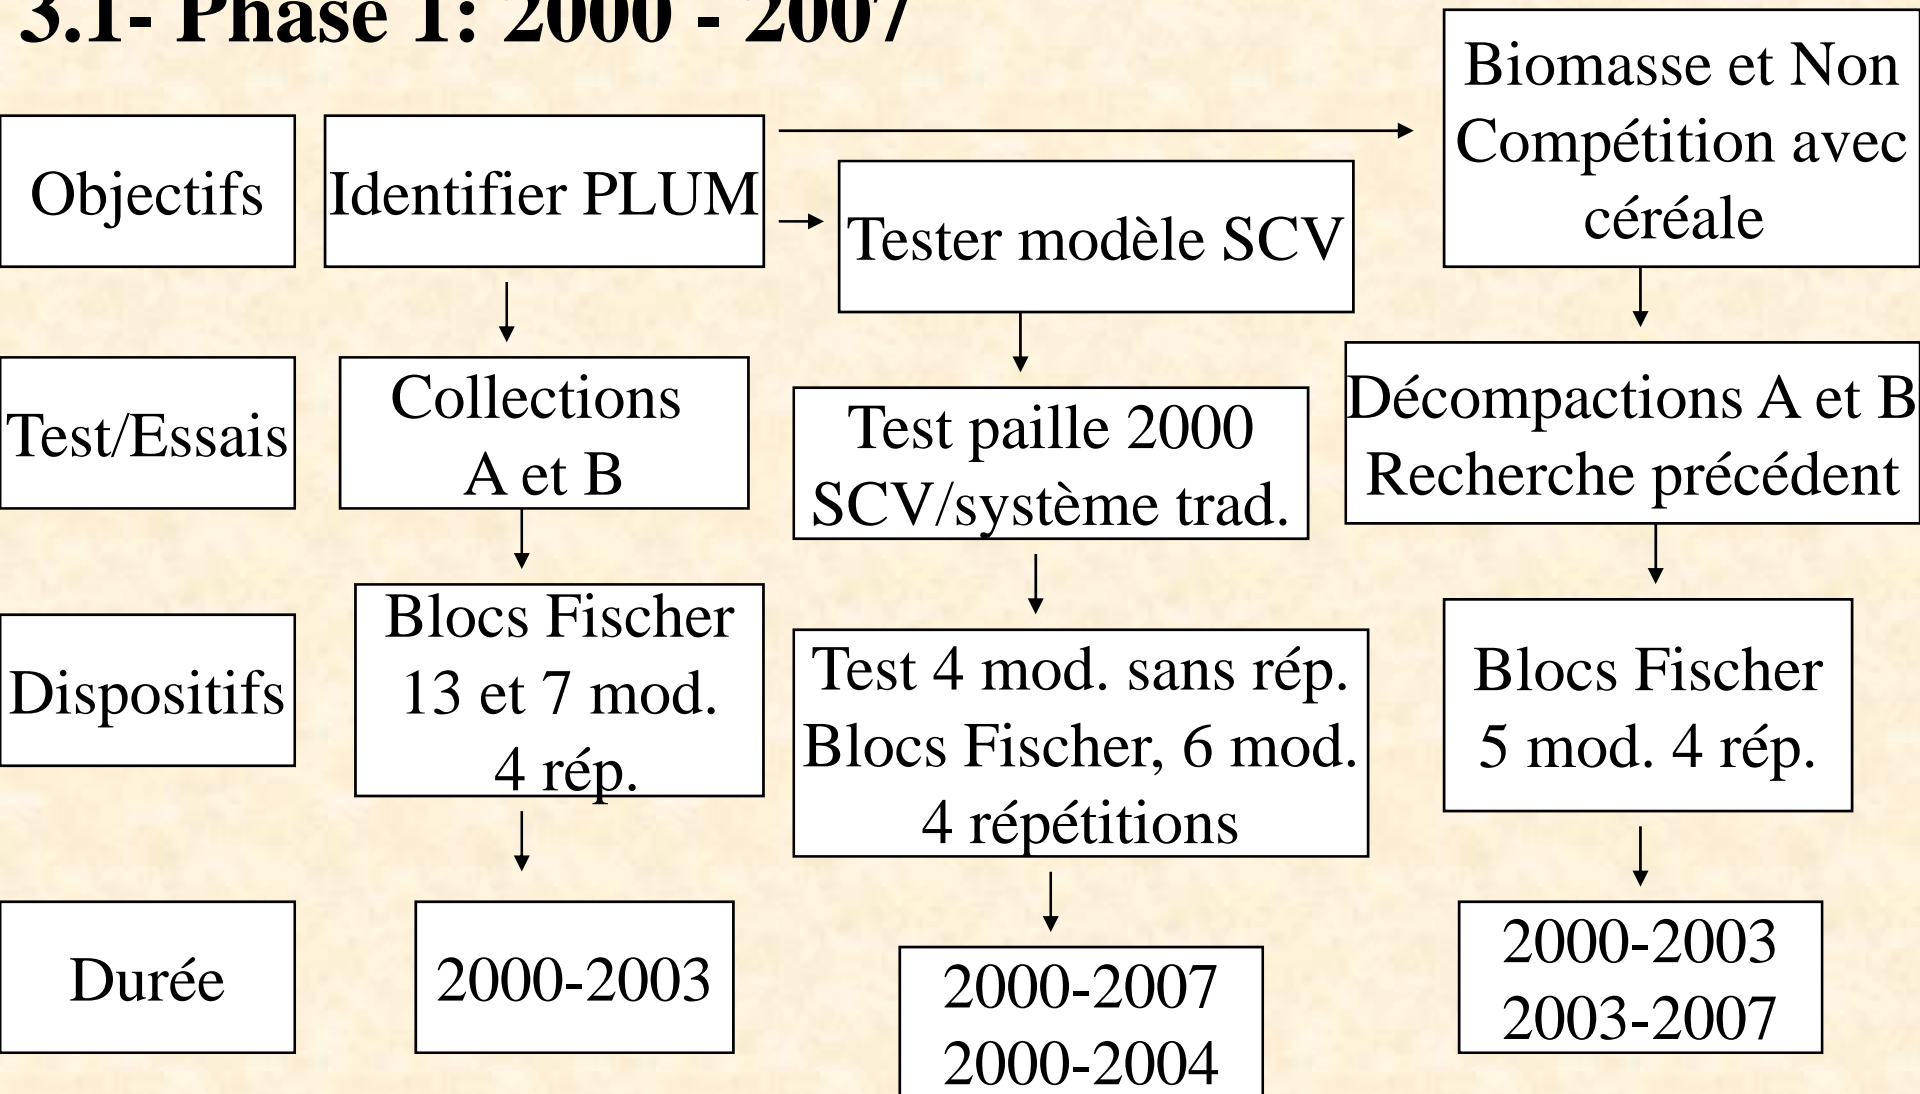 3.1- Phase 1: 2000 - 2007
Objectifs
Identifier PLUM
Tester modèle SCV
Biomasse et Non
Compétition avec
céréale
Test/Essais
Collections
A et B
Test paille 2000
SCV/système trad.
Décompactions A et B
Recherche précédent
Dispositifs
Blocs Fischer
13 et 7 mod.
4 rép.
Test 4 mod. sans rép.
Blocs Fischer, 6 mod.
4 répétitions
Blocs Fischer
5 mod. 4 rép.
Durée
2000-2003
2000-2007
2000-2004
2000-2003
2003-2007